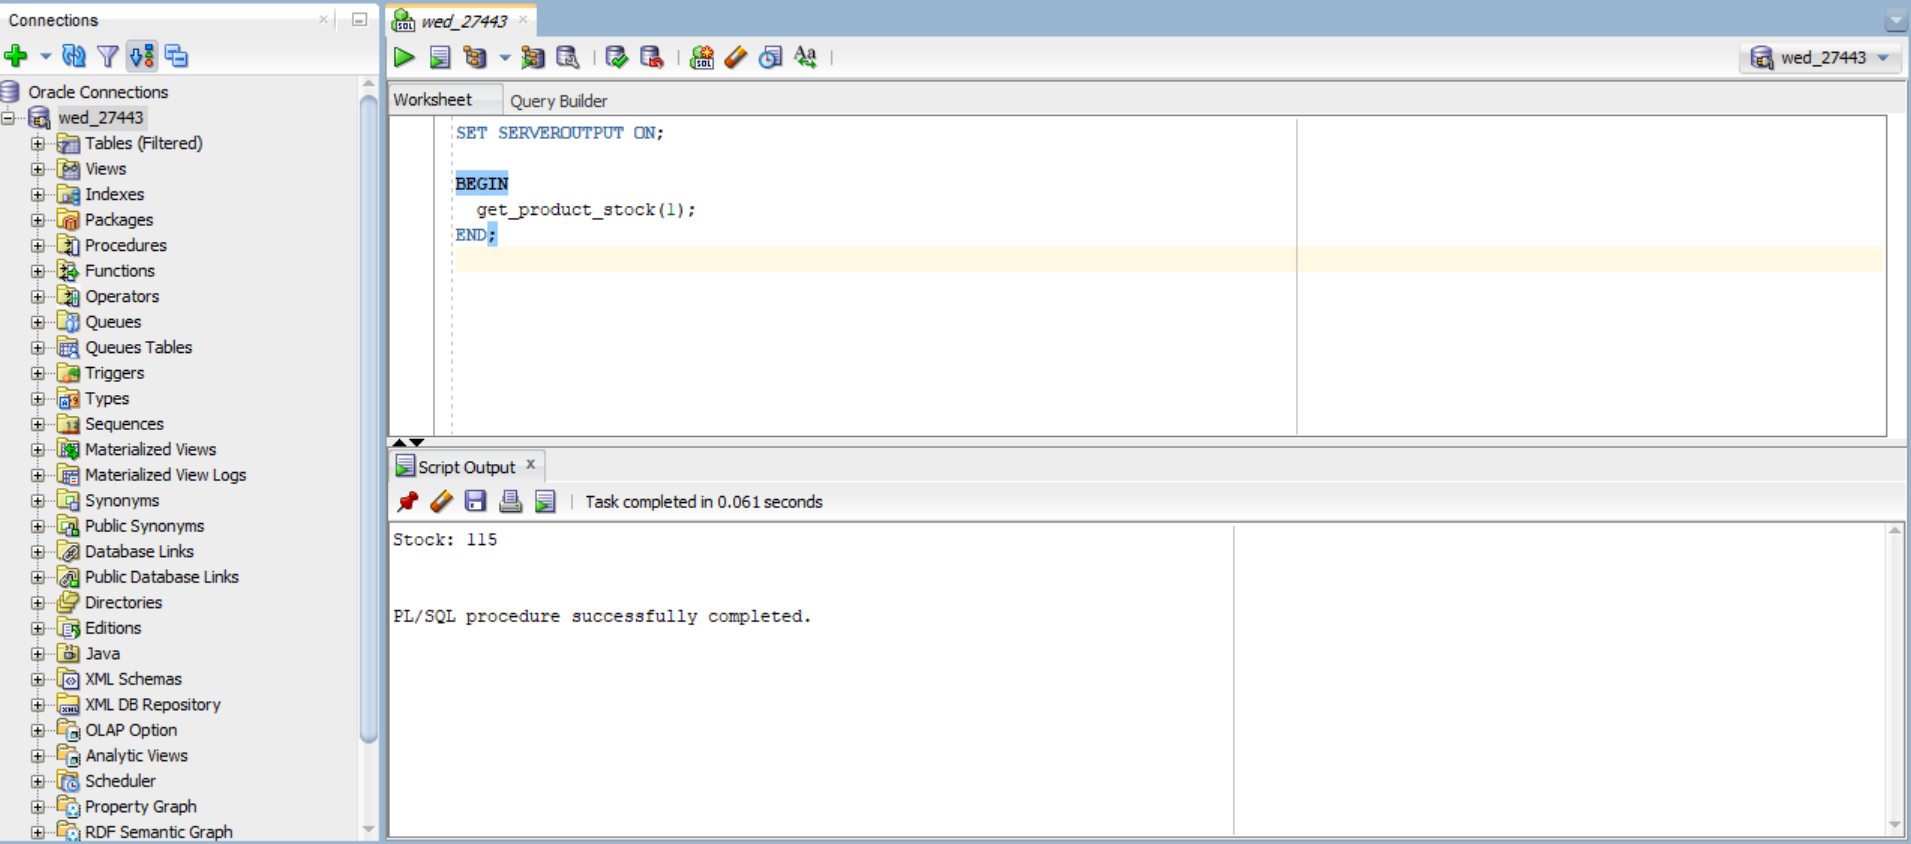 Connections
Oracle Connections
wed_27443
Tables (Filtered)
Views
Indexes
Packages
Procedures
Functions
Operators
Queues
Queues Tables
Triggers
Types
Sequences
Materialized Views
Materialized View Logs
Synonyms
Public Synonyms
Database Links
Public Database Links
Directories
Editions
Java
XML Schemas
XML DB Repository
OLAP Option
Analytic Views
Scheduler
Property Graph
RDF Semantic Graph
wed_27443
wed_27443
Worksheet
Query Builder
SET SERVEROUTPUT ON;
BEGIN
get_product_stock(1);
END;
Script Output
Task completed in 0.061 seconds
Stock: 115
PL/SQL procedure successfully completed.